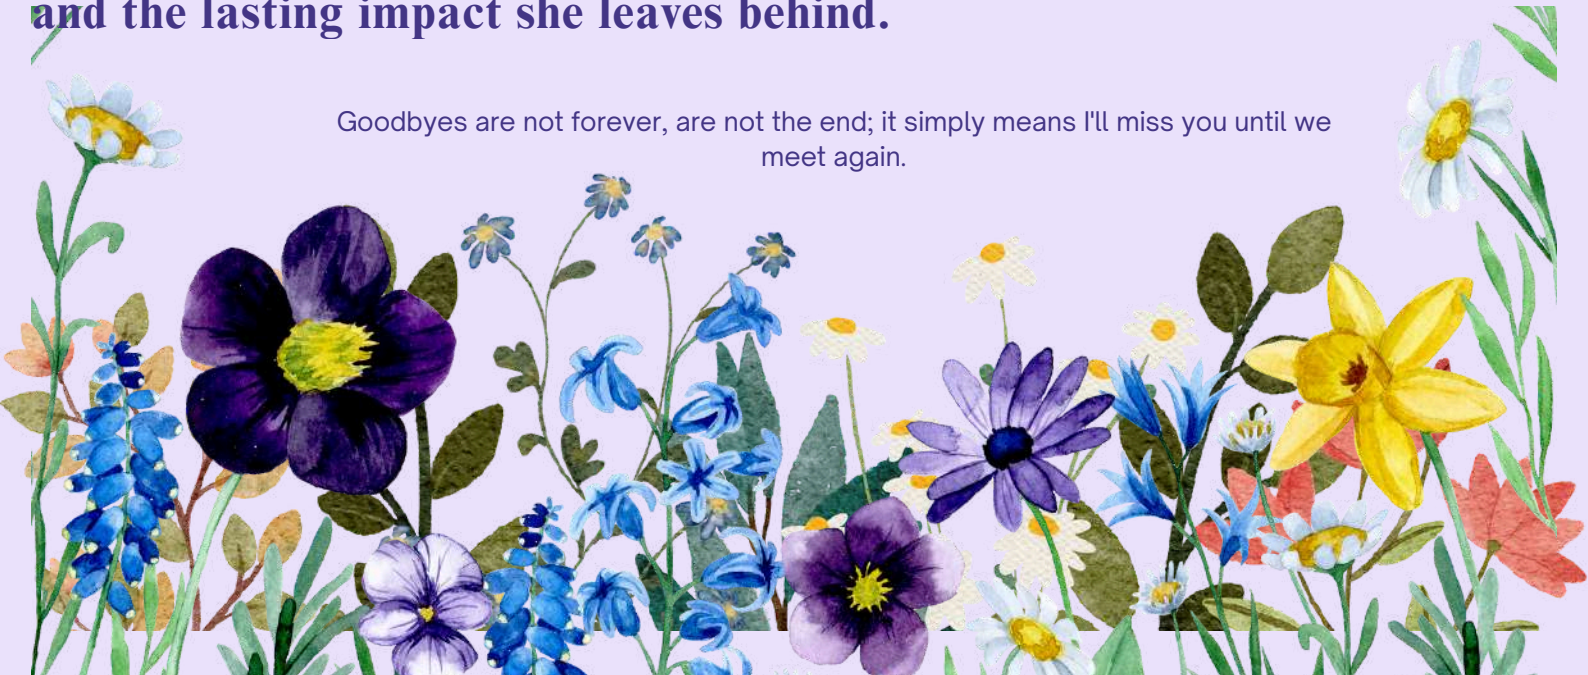 and the lasting impact she leaves behind.
Goodbyes are not forever, are not the end; it simply means I'll miss you until we
meet again.